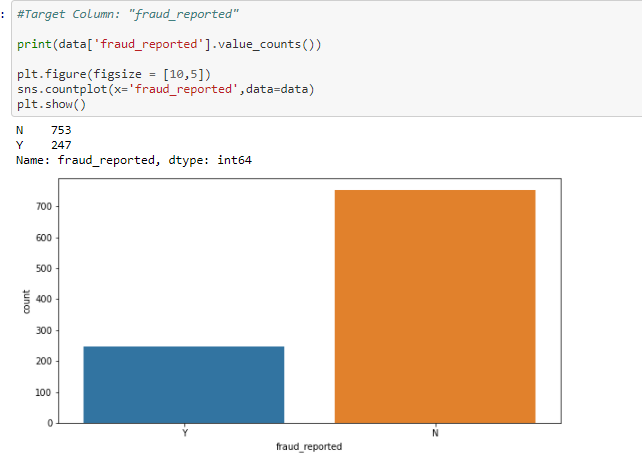 : #Target Column: "fraud_reported"
print(data['fraud_reported'].value_counts())
plt.figure(figsize = [10,5])
sns.countplot(x='fraud_reported',data=data)
plt.show()
N    753
Y    247
Name: fraud_reported, dtype: int64
700
600
500
400
300
200
100
0
count
Y N
fraud_reported